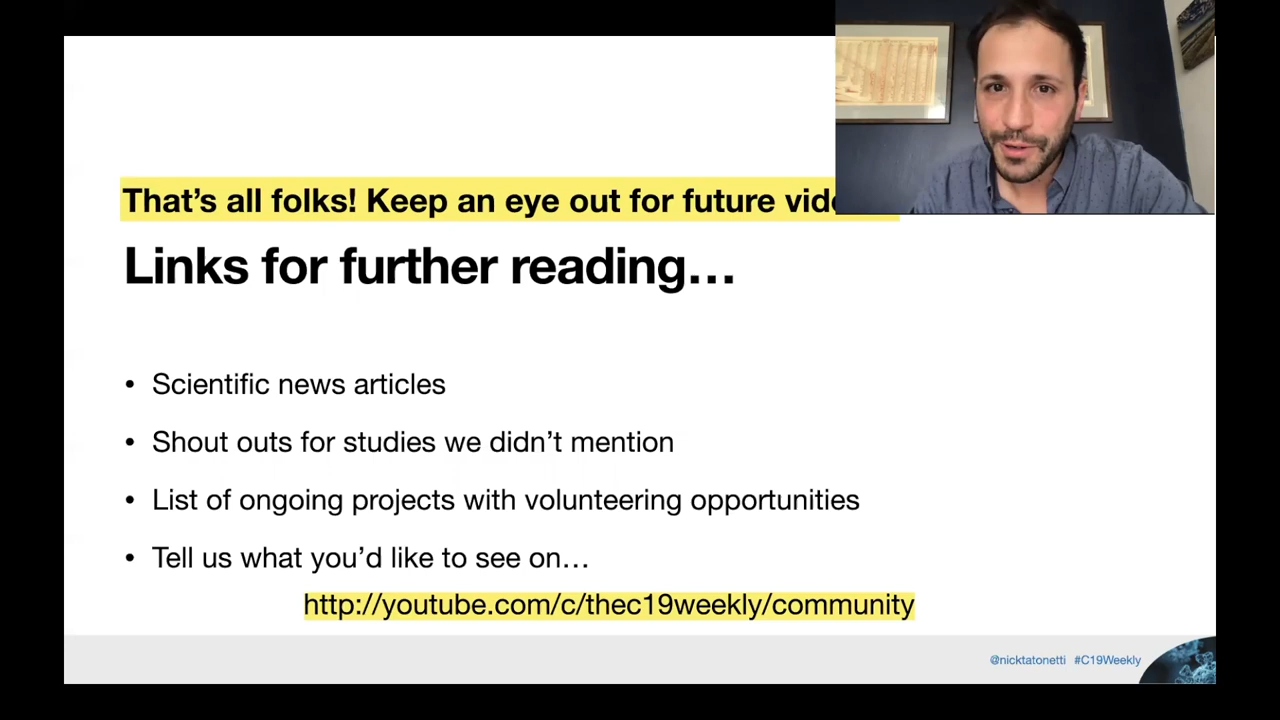 That’s all folks! Keep an eye out for future
Links for further reading…
• Scientific news articles
• Shout outs for studies we didn’t mention
• List of ongoing projects with volunteering opportunities
• Tell us what you’d like to see on…
http://youtube.com/c/thec19weekly/community
@nicktatonetti #C19Weekly